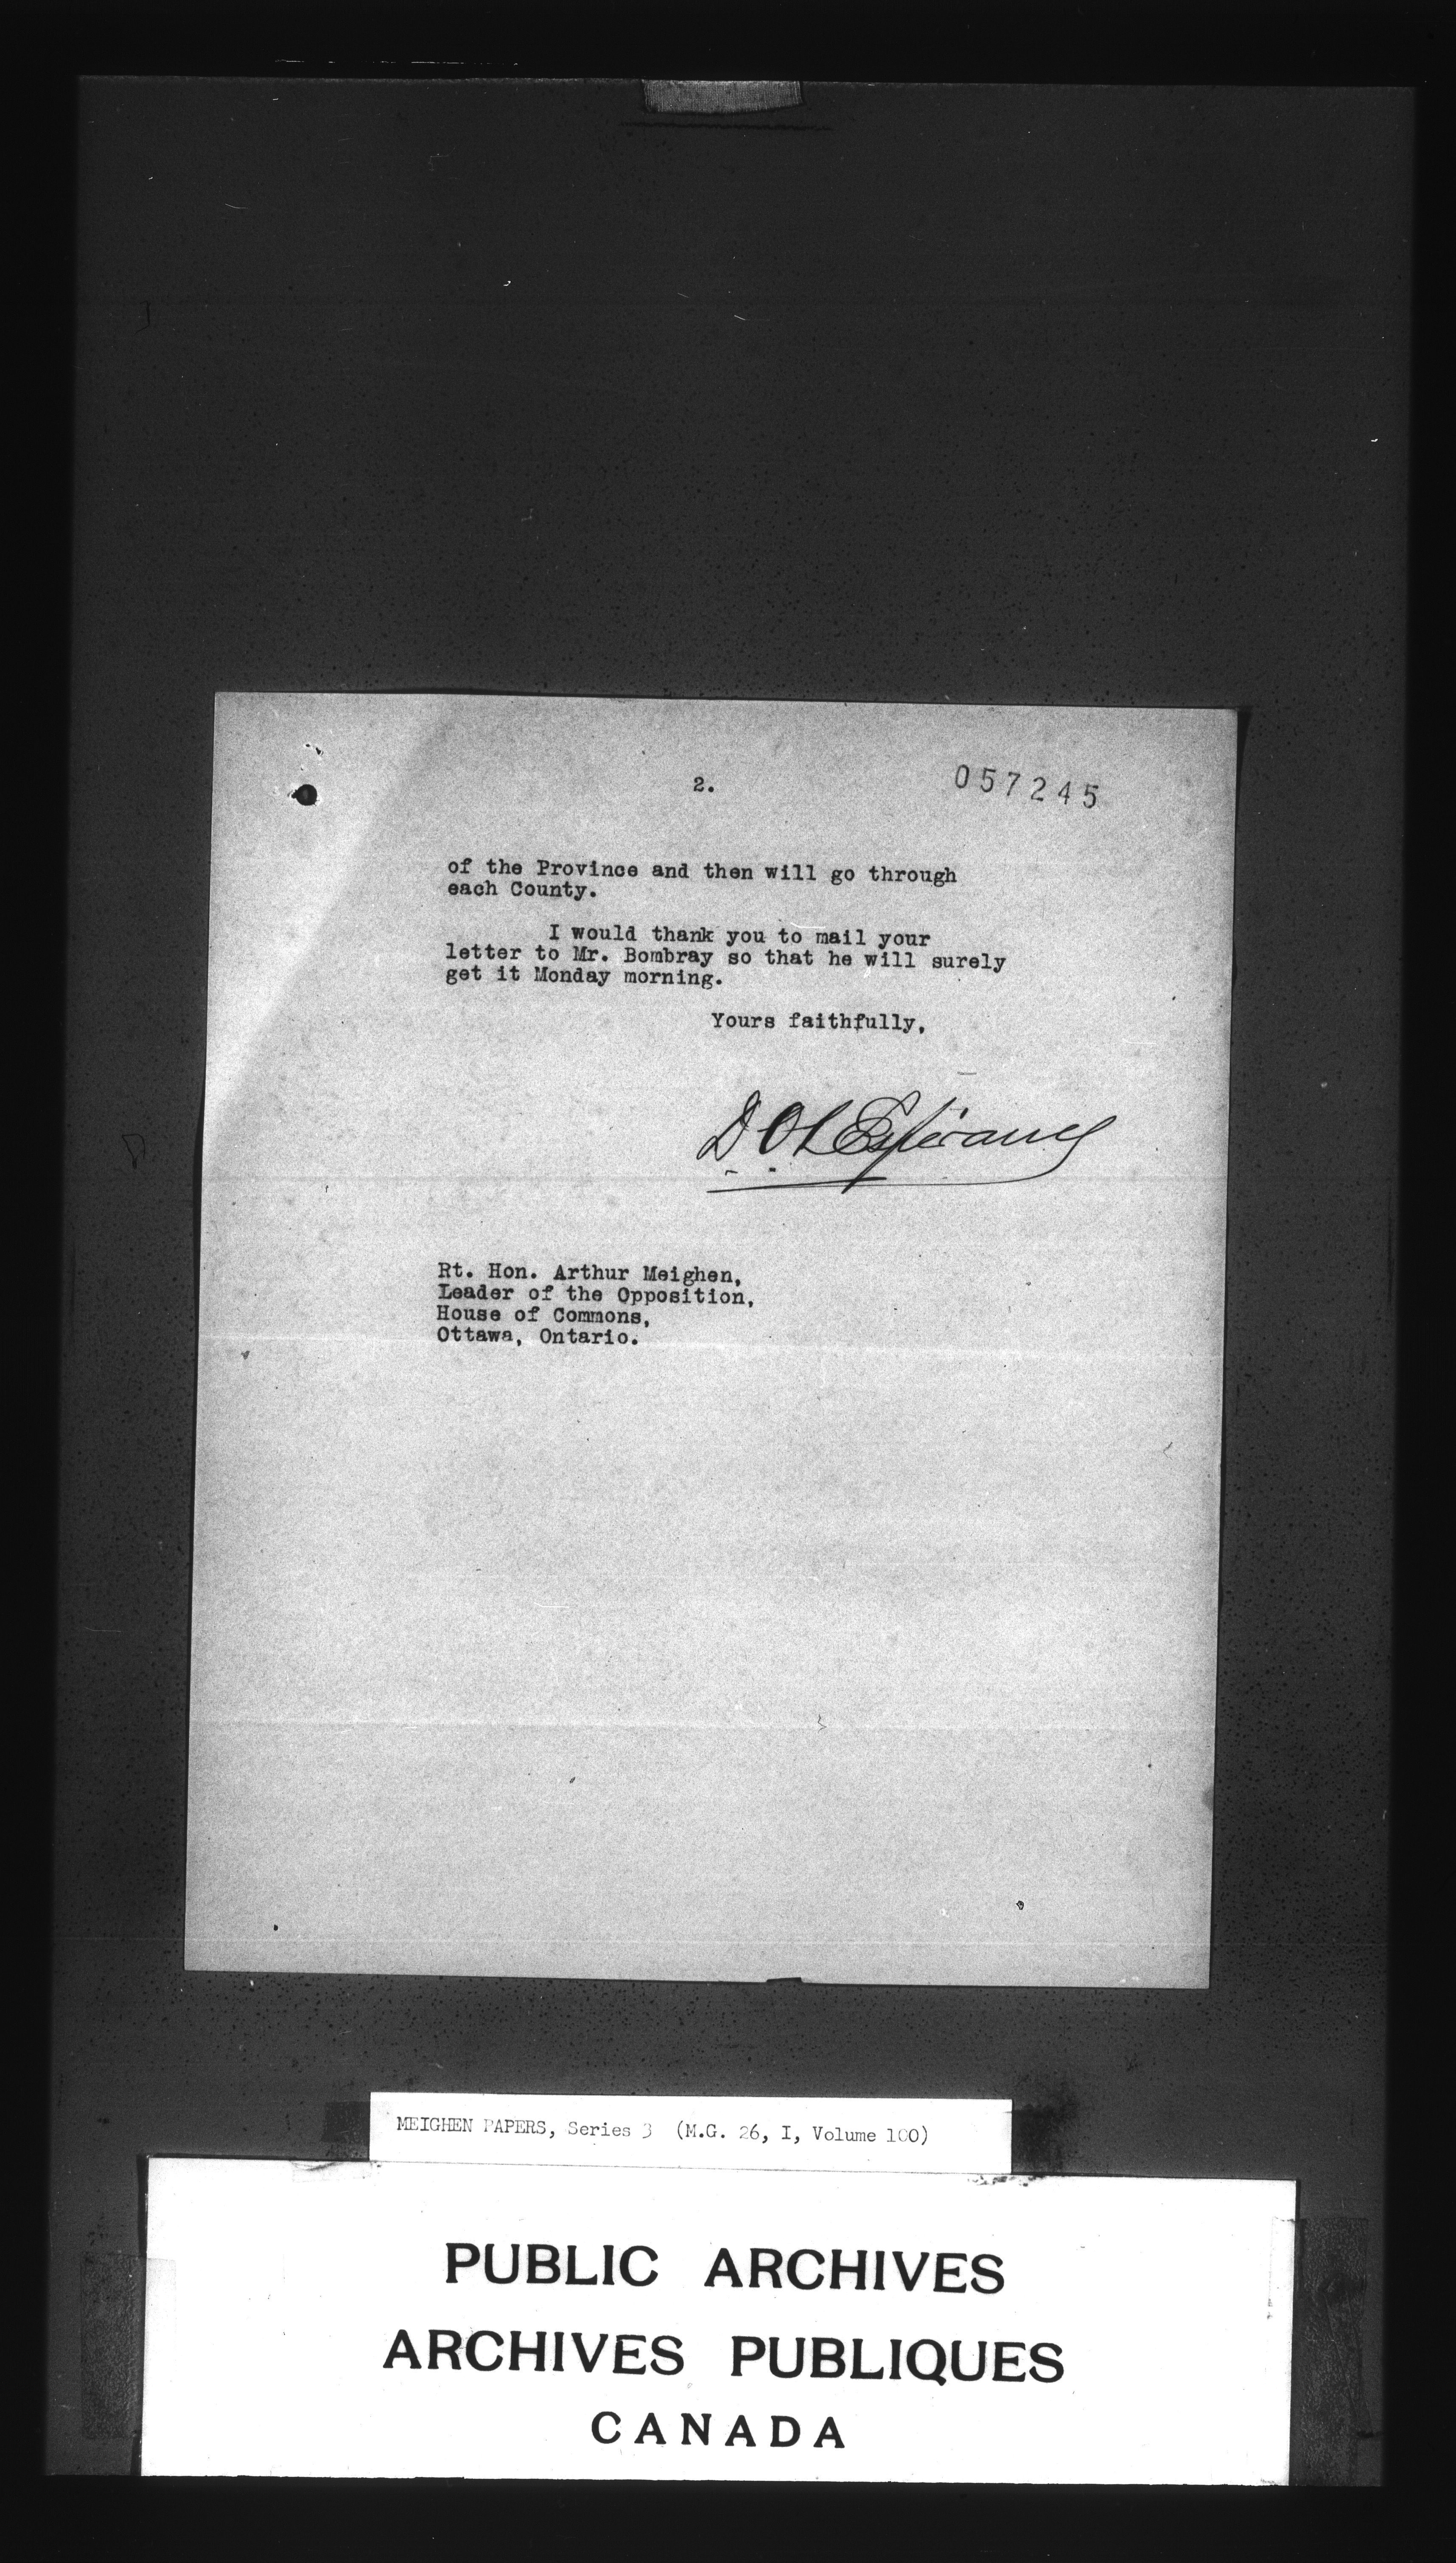 2.
057245
of the Province and then will go through
each County.
I would thank you to mail your
letter to Mr. Bombray so that he will surely
get it Monday morning.
Yours faithfully,
D O L'Espérance
Rt. Hon. Arthur Meighen,
Leader of the Opposition,
House of Commons,
Ottawa, Ontario.
MEIGHEN PAPERS, Series 3 (M.G. 26, I, Volume 100)
PUBLIC ARCHIVES
ARCHIVES PUBLIQUES
CANADA